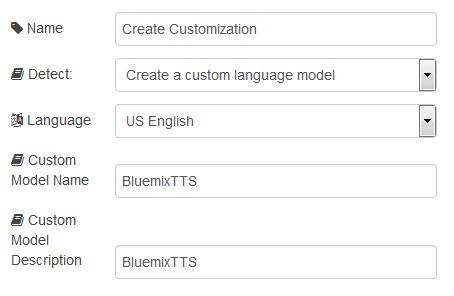 Name
Create Customization
Detect:
Create a custom language model
Language
US English
Custom
Model Name
BluemixTTS
Custom
Model
Description
BluemixTTS